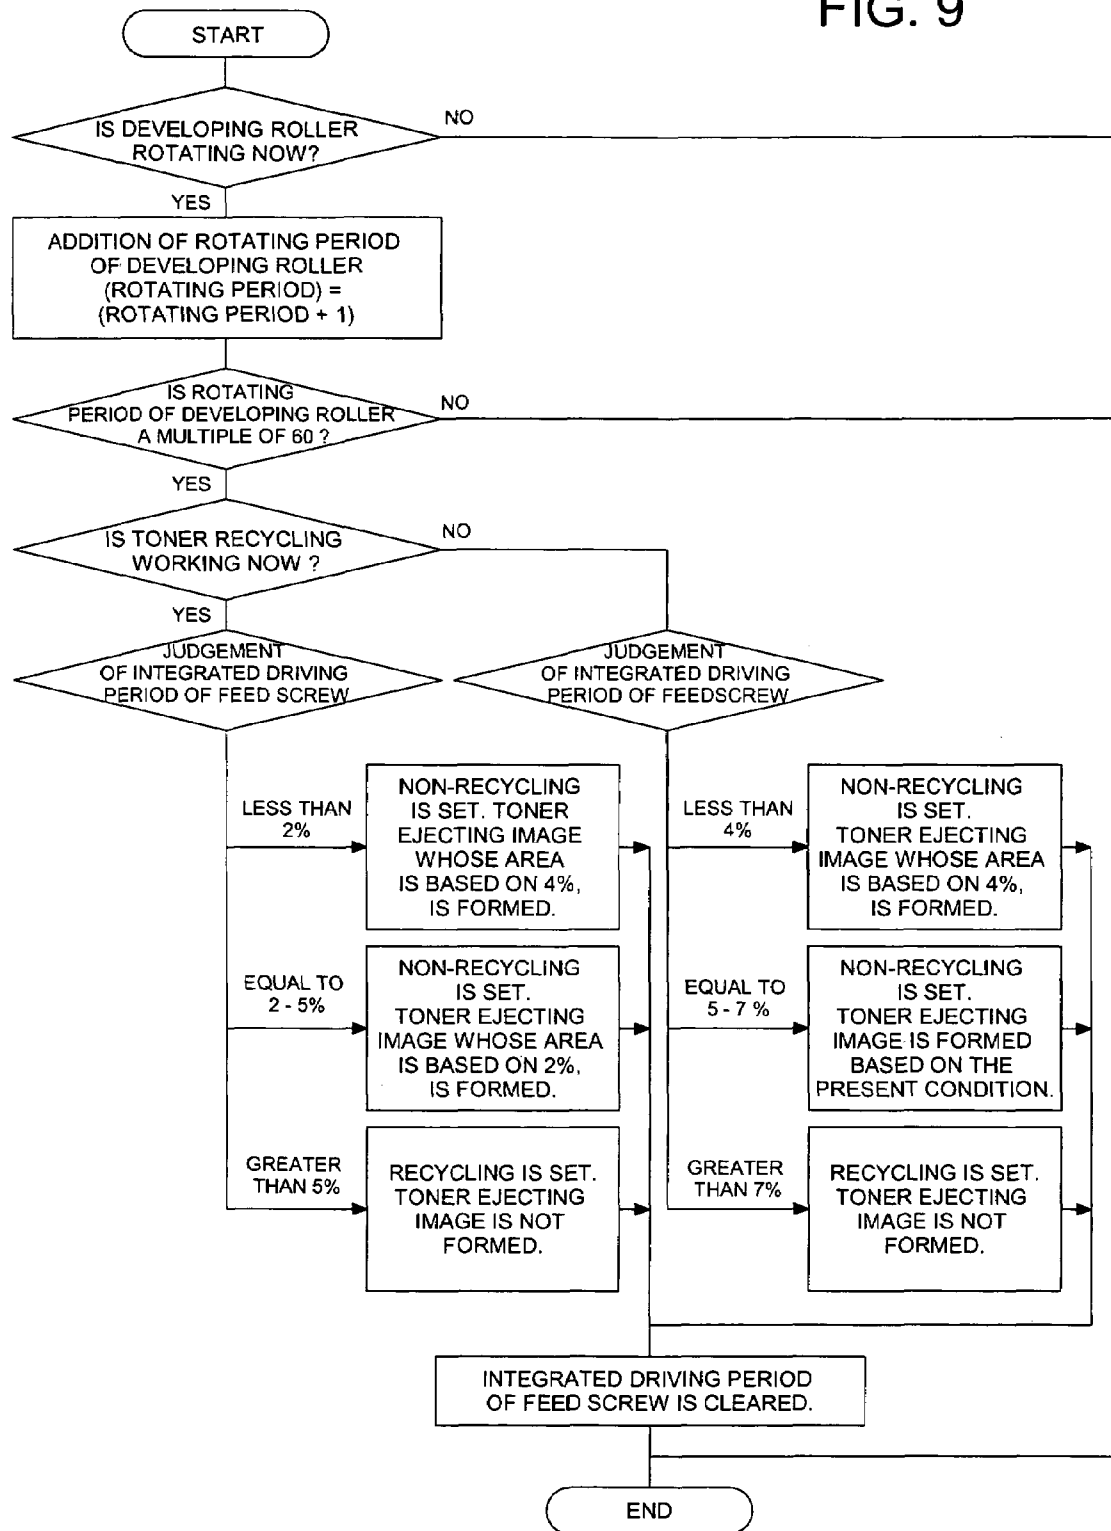 FIG. 9
START
IS DEVELOPING ROLLER
ROTATING NOW?
NO
YES
ADDITION OF ROTATING PERIOD
OF DEVELOPING ROLLER
(ROTATING PERIOD) =
(ROTATING PERIOD + 1)
IS ROTATING
PERIOD OF DEVELOPING ROLLER
A MULTIPLE OF 60 ?
NO
YES
IS TONER RECYCLING
WORKING NOW ?
NO
YES
JUDGEMENT
OF INTEGRATED DRIVING
PERIOD OF FEED SCREW
JUDGEMENT
OF INTEGRATED DRIVING
PERIOD OF FEEDSCREW
LESS THAN
2%
NON-RECYCLING
IS SET. TONER
EJECTING IMAGE
WHOSE AREA
IS BASED ON 4%,
IS FORMED.
LESS THAN
4%
NON-RECYCLING
IS SET.
TONER EJECTING
IMAGE WHOSE AREA
IS BASED ON 4%,
IS FORMED.
EQUAL TO
2 - 5%
NON-RECYCLING
IS SET.
TONER EJECTING
IMAGE WHOSE AREA
IS BASED ON 2%,
IS FORMED.
EQUAL TO
5 - 7 %
NON-RECYCLING
IS SET.
TONER EJECTING
IMAGE IS FORMED
BASED ON THE
PRESENT CONDITION.
GREATER
THAN 5%
RECYCLING IS SET.
TONER EJECTING
IMAGE IS NOT
FORMED.
GREATER
THAN 7%
RECYCLING IS SET.
TONER EJECTING
IMAGE IS NOT
FORMED.
INTEGRATED DRIVING PERIOD
OF FEED SCREW IS CLEARED.
END